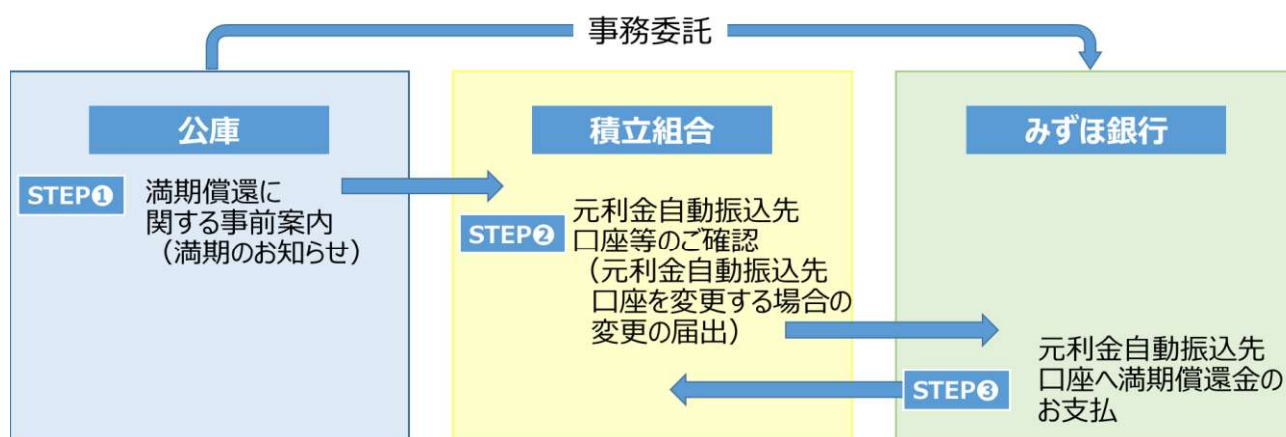 事務委託
公庫
STEP❶
満期償還に
関する事前案内
（満期のお知らせ）
積立組合
STEP❷
元利金自動振込先
口座等のご確認
（元利金自動振込先
口座を変更する場合の
変更の届出）
みずほ銀行
STEP❸
元利金自動振込先
口座へ満期償還金の
お支払